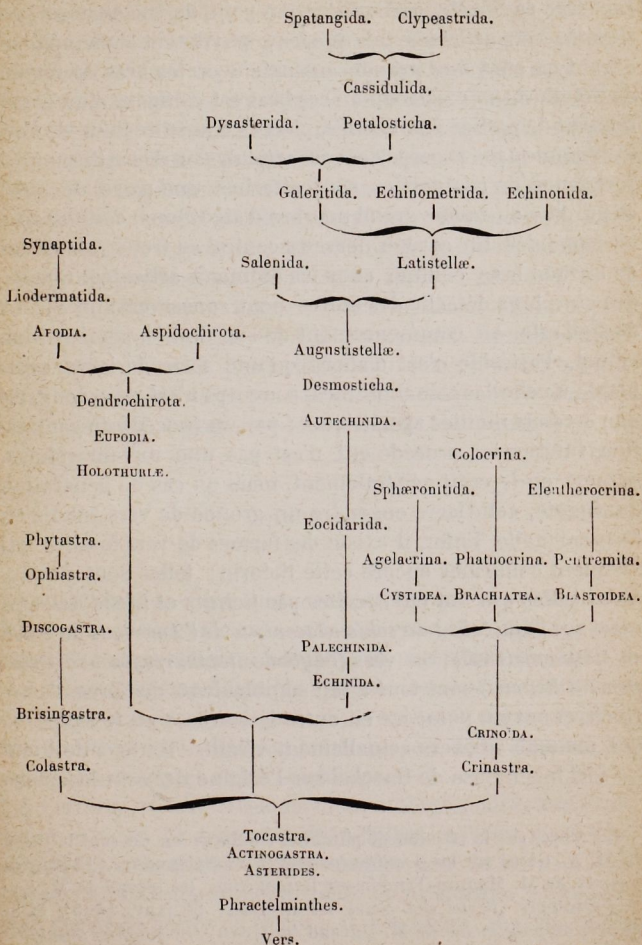 Spatangida. Clypeastrida.
Cassidulida.
Dysasterida. Petalosticha.
Galeritida. Echinometrida. Echinonida.
Synaptida.
Salenida. Latistellæ.
Liodermatida.
Apodia. Aspidochirota.
Augustistellæ.
Desmosticha.
Dendrochirota.
AUTECHINIDA.
EUPODIA.
Colocrina.
HOLOTHURIÆ.
Sphæronitida. Eleutherocrina.
Eocidarida.
Phytastra.
Agelacrina. Phatnocrina. Pentremita.
Ophiastra.
CYSTIDEA. BRACHIATEA. BLASTOIDEA.
DISCOGASTRA.
PALECHINIDA.
ECHINIDA.
Brisingastra.
CRINOIDA.
Colastra.
Crinastra.
Tocastra.
ACTINOGASTRA.
ASTERIDES.
Phractelminthes.
Vers.